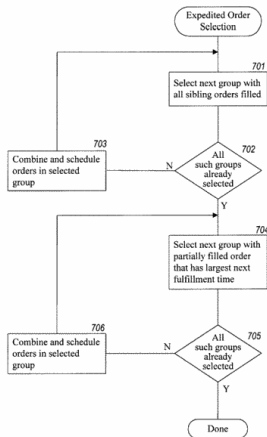 Expedited Order
Selection
701
Select next group with
all sibling orders filled
703
Combine and schedule
orders in selected
group
702
All
such groups
already
selected
N
Y
704
Select next group with
partially filled order
that has largest next
fulfillment time
706
Combine and schedule
orders in selected
group
705
All
such groups
already
selected
N
Y
Done